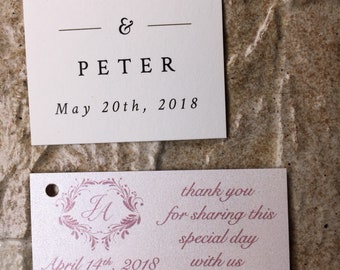 &
PETER
May 20th, 2018
thank you
for sharing this
special day
with us
April 14th, 2018